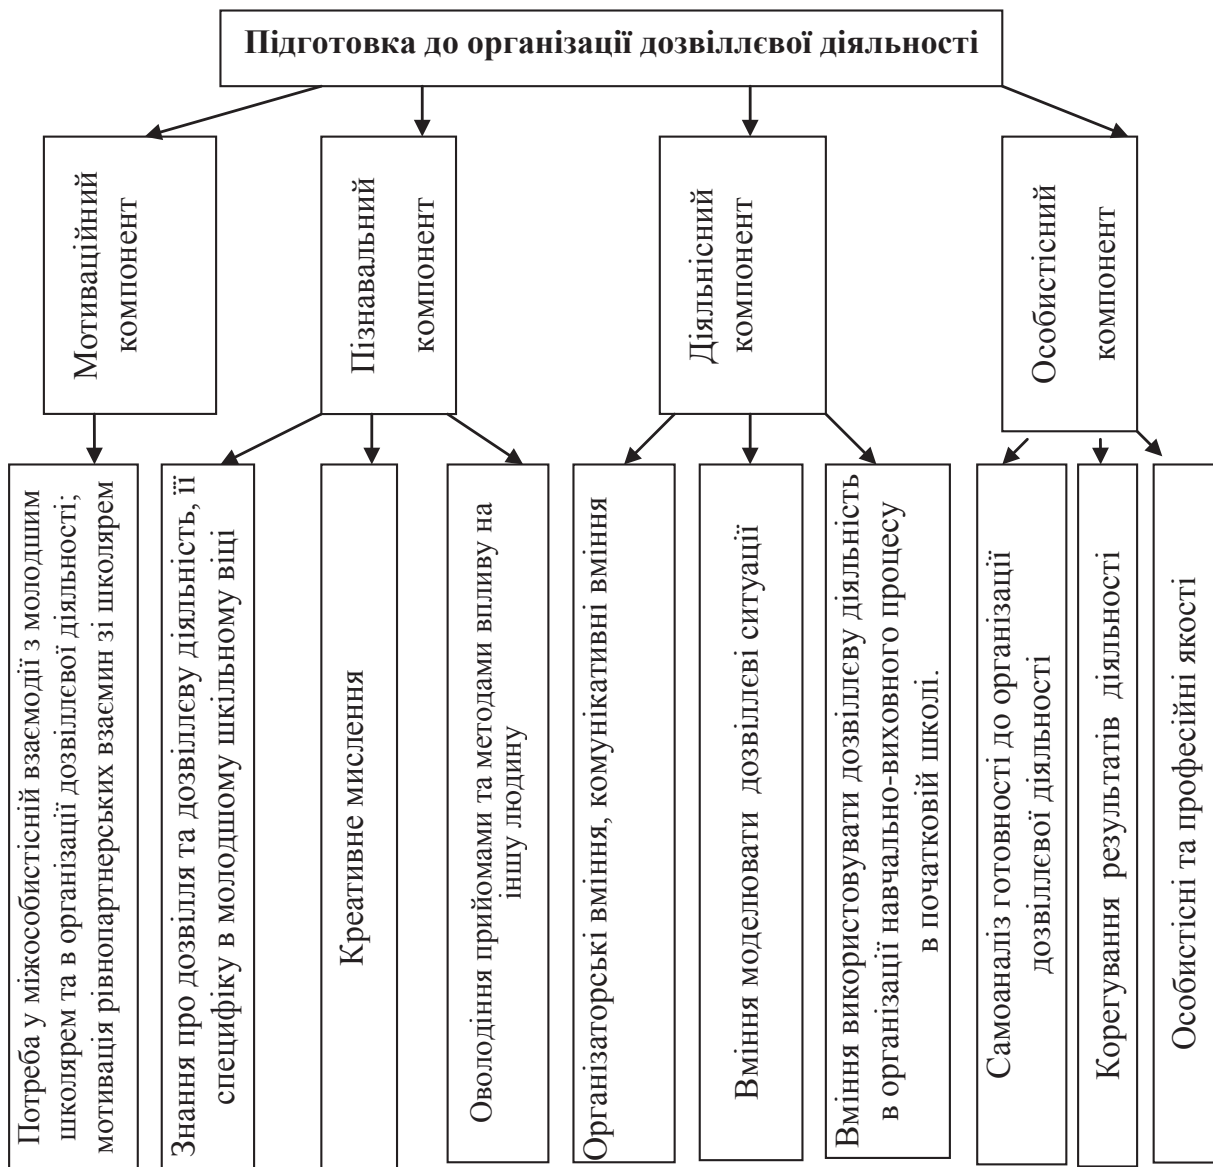 Підготовка до організації дозвіллєвої діяльності
Мотиваційний
компонент
Пізнавальний
компонент
Діяльнісний
компонент
Особистісний
компонент
Потреба у міжособистісній взаємодії з молодшим
школярем та в організації дозвіллєвої діяльності;
мотивація рівнопартнерських взаємин зі школярем
Знання про дозвілля та дозвіллєву діяльність, її
специфіку в молодшому шкільному віці
Креативне мислення
Оволодіння прийомами та методами впливу на
іншу людину
Організаторські вміння, комунікативні вміння
Вміння моделювати дозвіллєві ситуації
Вміння використовувати дозвіллєву діяльність
в організації навчально-виховного процесу
в початковій школі.
Самоаналіз готовності до організації
дозвіллєвої діяльності
Корегування результатів діяльності
Особистісні та професійні якості